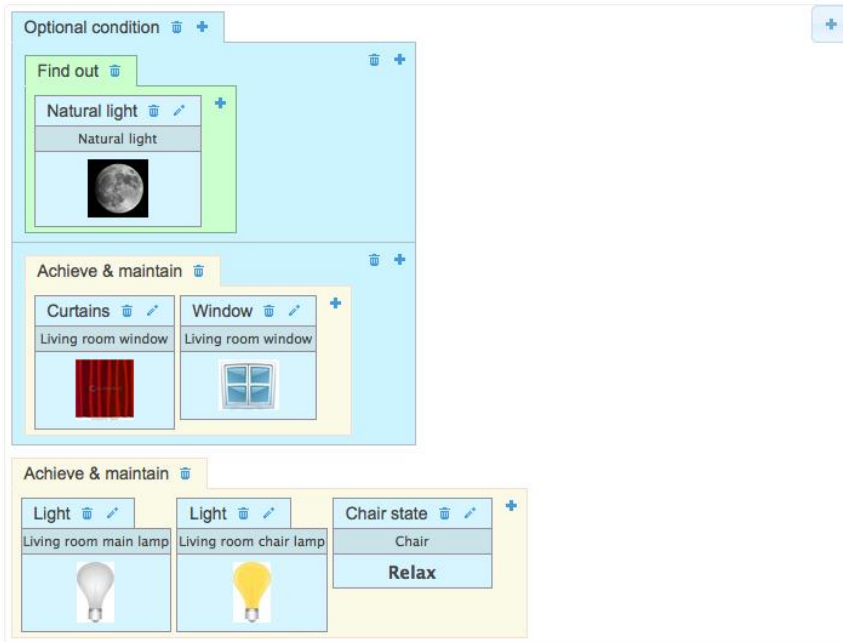 Optional condition
Find out
Natural light
Natural light
Achieve & maintain
Curtains
Window
Living room window
Living room window
Achieve & maintain
Light
Light
Chair state
Living room main lamp
Living room chair lamp
Chair
Relax